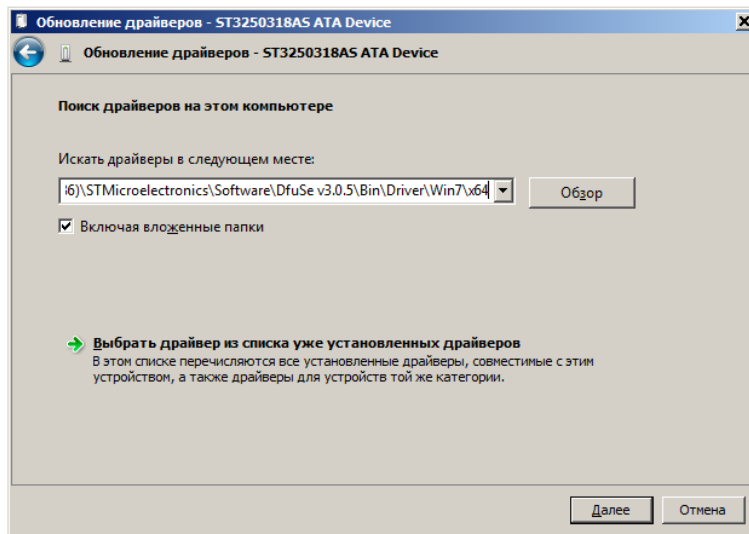 Обновление драйверов - ST3250318AS ATA Device
Обновление драйверов - ST3250318AS ATA Device
Поиск драйверов на этом компьютере
Искать драйверы в следующем месте:
i6)\STMicroelectronics\Software\DfuSe v3.0.5\Bin\Driver\Win7\x64
Обзор
Включая вложенные папки
Выбрать драйвер из списка уже установленных драйверов
В этом списке перечисляются все установленные драйверы, совместимые с этим
устройством, а также драйверы для устройств той же категории.
Далее
Отмена